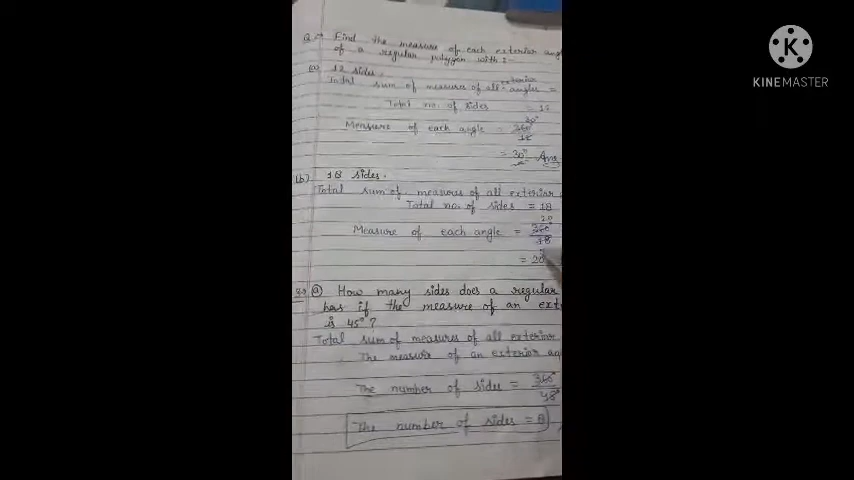 Q → Find the measure of each exterior ang
of a regular polygon with :-
(a) 12 sides.
Total sum of measure of all exterior angles =
Total no. of sides = 12
30°
Measure of each angle = 360°
12
= 30° Ans
(b) 18 sides.
Total sum of measures of all exterior
Total no. of sides = 18
20
Measure of each angle = 360°
18
= 20°
(a) How many sides does a regular
has if the measure of an ext
is 45° ?
Total sum of measures of all exterior
The measure of an exterior an
The number of sides = 360°
45°
The number of sides = 8
K
KINEMASTER